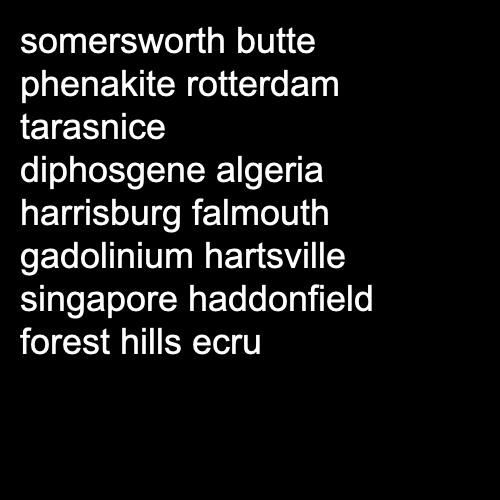 somersworth butte
phenakite rotterdam
tarasnice
diphosgene algeria
harrisburg falmouth
gadolinium hartsville
singapore haddonfield
forest hills ecru